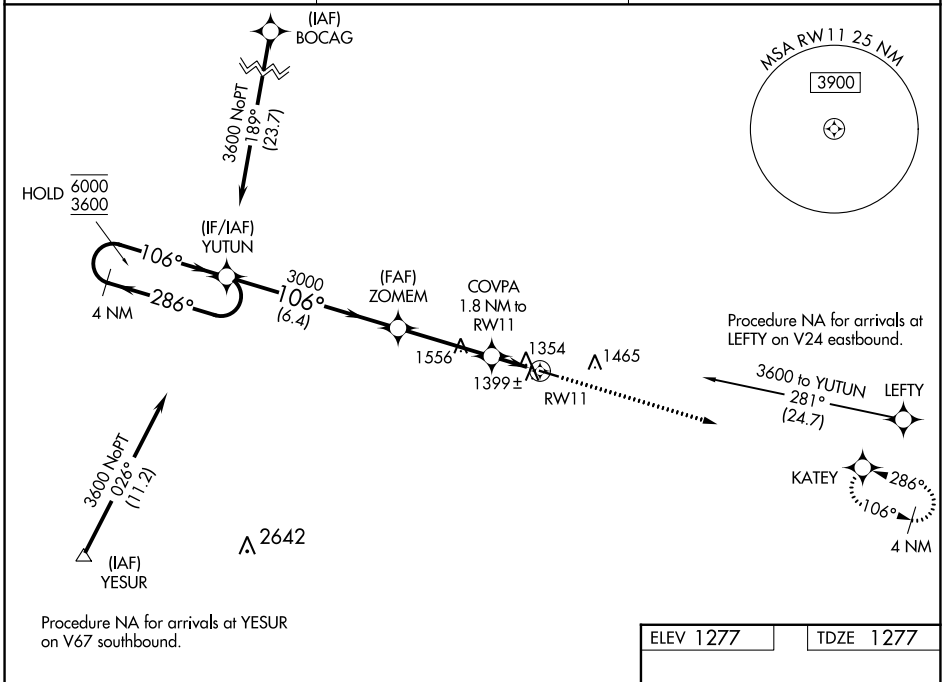 (IAF)
BOCAG
MSA RW11 25 NM
3900
3600 NoPT
189°
(23.7)
HOLD 6000
3600
(IF/IAF)
YUTUN
106°
286°
4 NM
3000
106°
(6.4)
(FAF)
ZOMEM
COVPA
1.8 NM to
RW11
1556
1354
1465
1399±
RW11
Procedure NA for arrivals at
LEFTY on V24 eastbound.
3600 to YUTUN
281°
(24.7)
LEFTY
KATEY
286°
106°
4 NM
3600 NoPT
026°
(11.2)
(IAF)
YESUR
2642
Procedure NA for arrivals at YESUR
on V67 southbound.
ELEV 1277
TDZE 1277